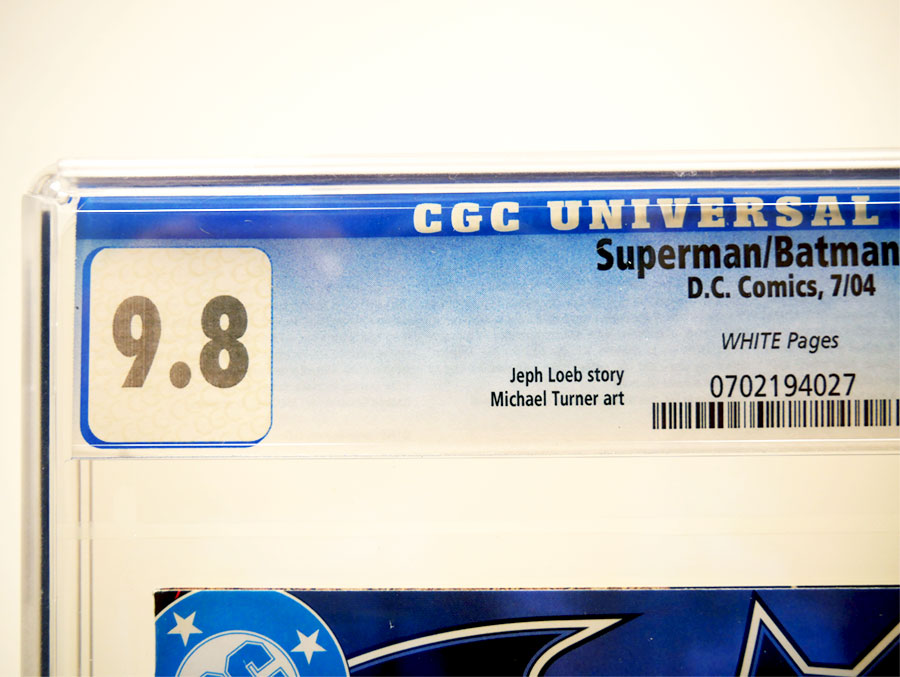 CGC UNIVERSAL
Superman/Batman
D.C. Comics, 7/04
9.8
WHITE Pages
Jeph Loeb story
Michael Turner art
0702194027